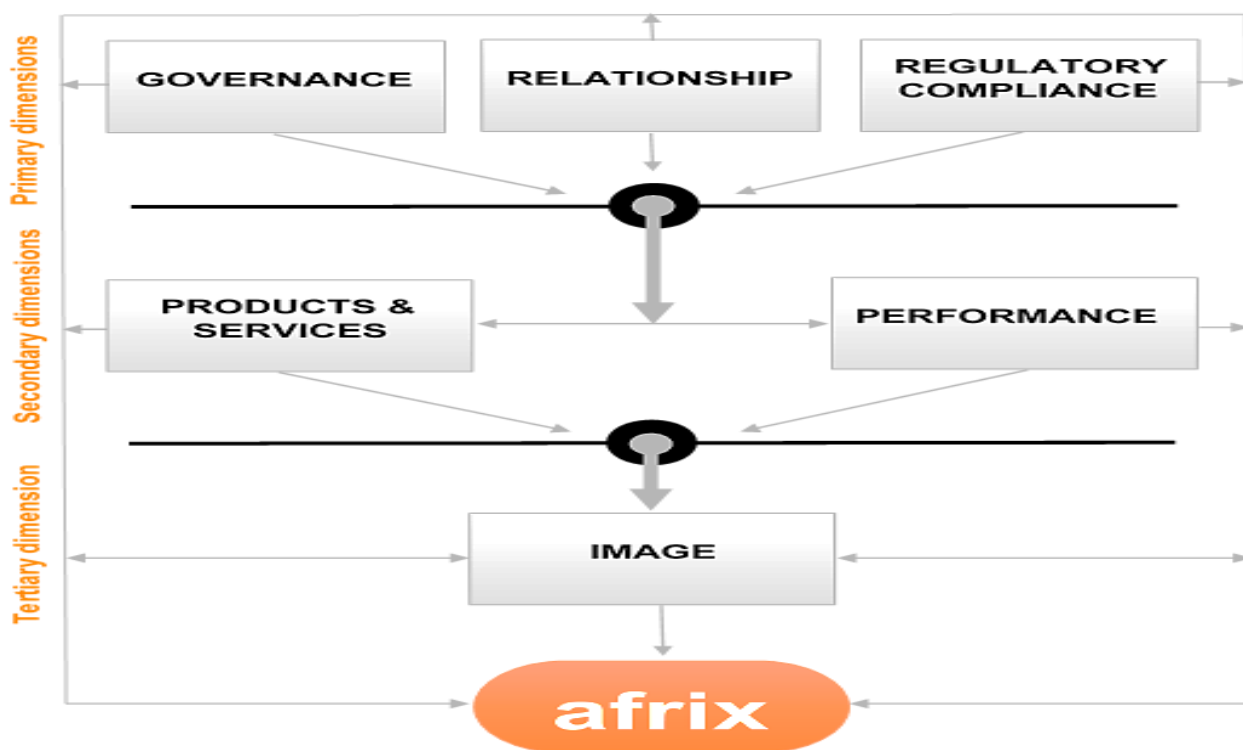 Primary dimensions
GOVERNANCE
RELATIONSHIP
REGULATORY
COMPLIANCE
Secondary dimensions
PRODUCTS &
SERVICES
PERFORMANCE
Tertiary dimension
IMAGE
afrix